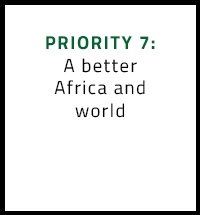 PRIORITY 7:
A better
Africa and
world